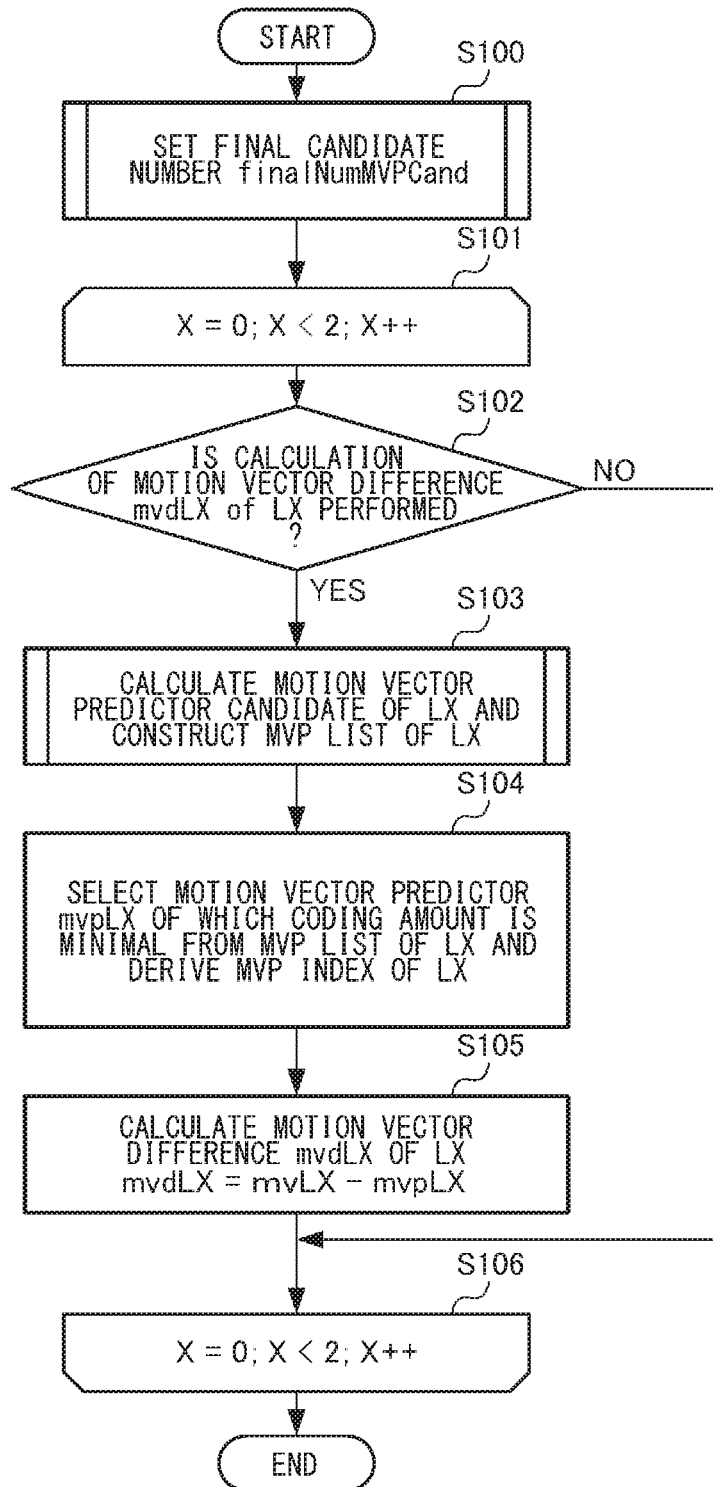 START
S100
SET FINAL CANDIDATE
NUMBER finalNumMVPCand
S101
X = 0; X < 2; X++
S102
IS CALCULATION
OF MOTION VECTOR DIFFERENCE
mvdLX of LX PERFORMED
?
NO
YES
S103
CALCULATE MOTION VECTOR
PREDICTOR CANDIDATE OF LX AND
CONSTRUCT MVP LIST OF LX
S104
SELECT MOTION VECTOR PREDICTOR
mvpLX OF WHICH CODING AMOUNT IS
MINIMAL FROM MVP LIST OF LX AND
DERIVE MVP INDEX OF LX
S105
CALCULATE MOTION VECTOR
DIFFERENCE mvdLX OF LX
mvdLX = mvLX - mvpLX
S106
X = 0; X < 2; X++
END